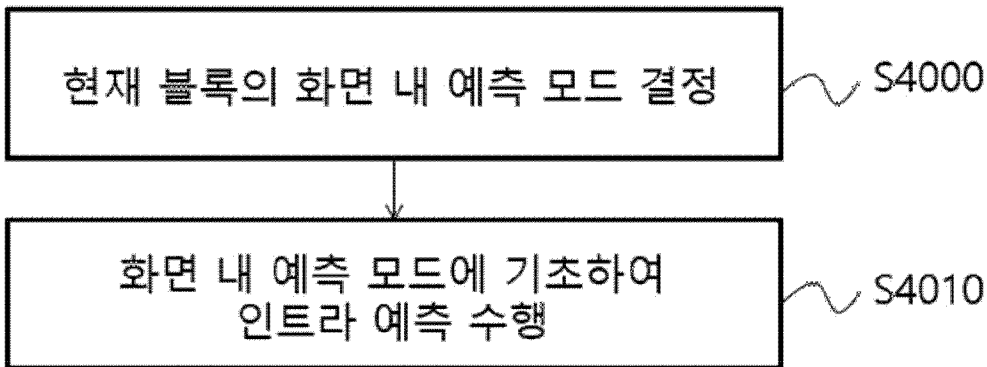 현재 블록의 화면 내 예측 모드 결정
S4000
화면 내 예측 모드에 기초하여
인트라 예측 수행
S4010